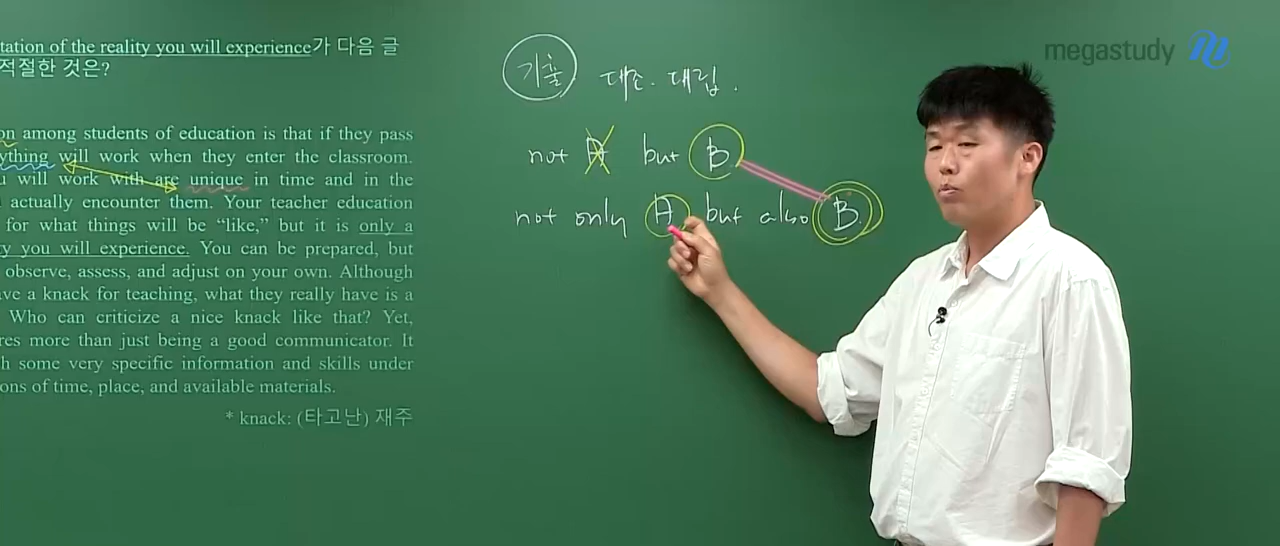 tation of the reality you will experience가 다음 글
적절한 것은?
on among students of education is that if they pass
ything will work when they enter the classroom.
u will work with are unique in time and in the
actually encounter them. Your teacher education
for what things will be “like,” but it is only a
ry you will experience. You can be prepared, but
observe, assess, and adjust on your own. Although
ave a knack for teaching, what they really have is a
Who can criticize a nice knack like that? Yet,
res more than just being a good communicator. It
h some very specific information and skills under
ons of time, place, and available materials.
* knack: (타고난) 재주
기출 대조. 대립.
not A but B
not only A but also B.
megastudy